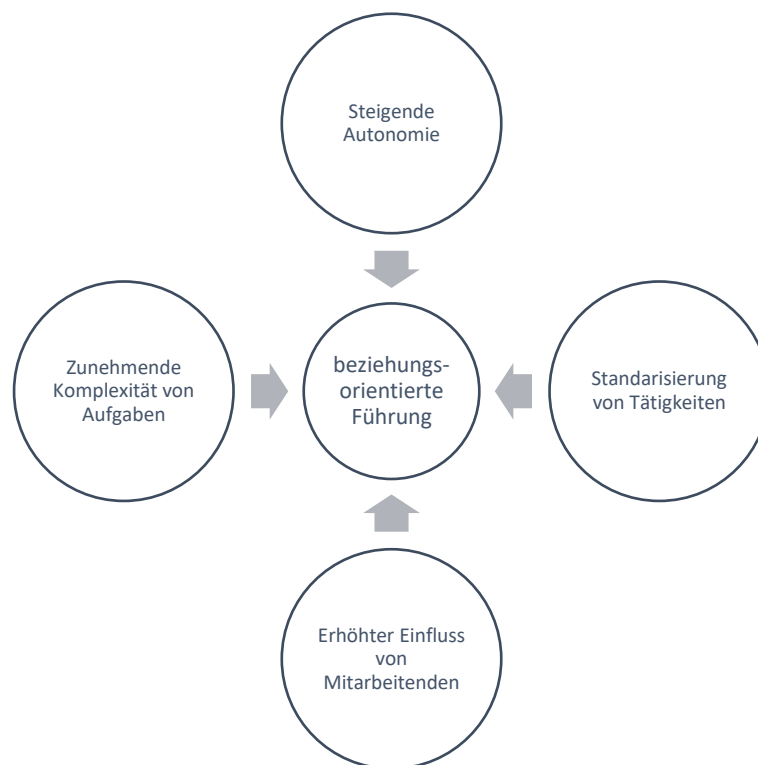 Steigende
Autonomie
Zunehmende
Komplexität von
Aufgaben
beziehungs-
orientierte
Führung
Standarisierung
von Tätigkeiten
Erhöhter Einfluss
von
Mitarbeitenden